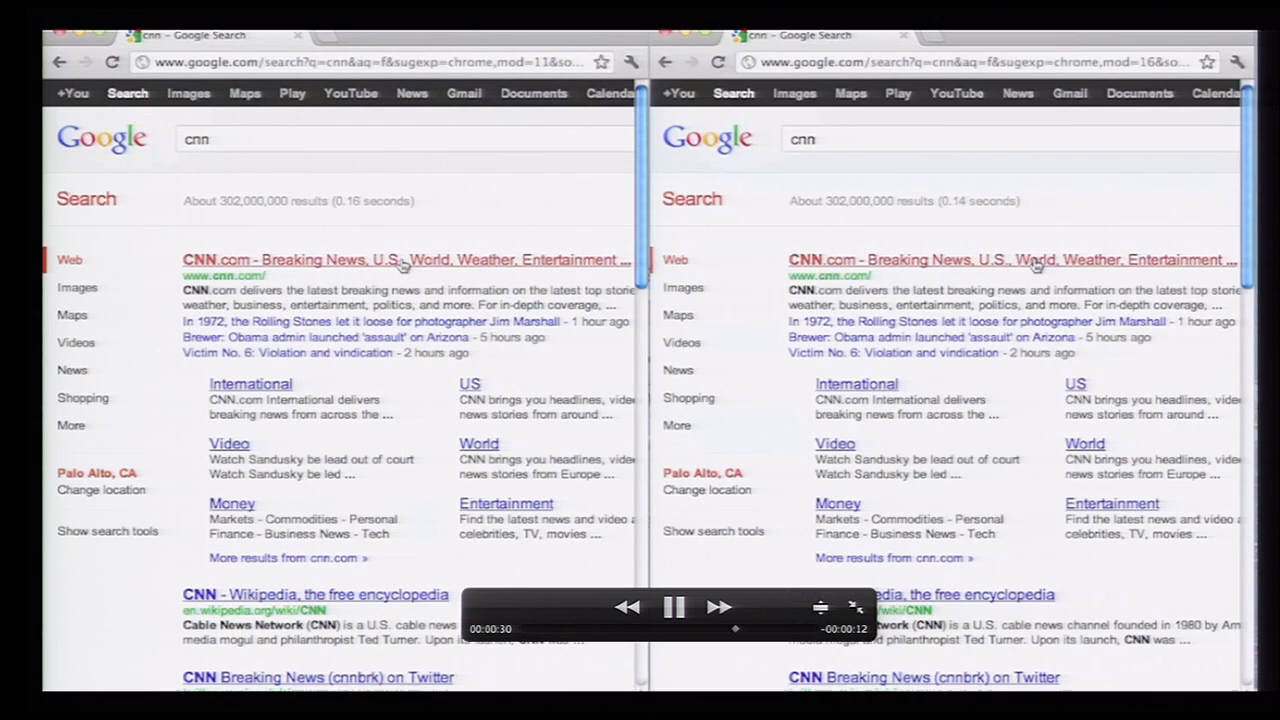 cnn - Google Search
www.google.com/search?q=cnn&aq=f&sugexp=chrome,mod=11&so...
+You Search Images Maps Play YouTube News Gmail Documents Calenda
Google
cnn
Search
About 302,000,000 results (0.16 seconds)
Web
Images
Maps
Videos
News
Shopping
More
Palo Alto, CA
Change location
Show search tools
CNN.com - Breaking News, U.S., World, Weather, Entertainment ...
www.cnn.com/
CNN.com delivers the latest breaking news and information on the latest top storie
weather, business, entertainment, politics, and more. For in-depth coverage, ...
In 1972, the Rolling Stones let it loose for photographer Jim Marshall - 1 hour ago
Brewer: Obama admin launched 'assault' on Arizona - 5 hours ago
Victim No. 6: Violation and vindication - 2 hours ago
International
CNN.com International delivers
breaking news from across the ...
US
CNN brings you headlines, vide
news stories from around ...
Video
Watch Sandusky be lead out of court
Watch Sandusky be led ...
World
CNN brings you headlines, vide
news stories from Europe ...
Money
Markets - Commodities - Personal
Finance - Business News - Tech
Entertainment
Find the latest news and video
celebrities, TV, movies ...
More results from cnn.com »
CNN - Wikipedia, the free encyclopedia
en.wikipedia.org/wiki/CNN
Cable News Network (CNN) is a U.S. cable news
media mogul and philanthropist Ted Turner. Upon its launch,
CNN Breaking News (cnnbrk) on Twitter
cnn - Google Search
www.google.com/search?q=cnn&aq=f&sugexp=chrome,mod=16&so...
+You Search Images Maps Play YouTube News Gmail Documents Calenda
Google
cnn
Search
About 302,000,000 results (0.14 seconds)
Web
Images
Maps
Videos
News
Shopping
More
Palo Alto, CA
Change location
Show search tools
CNN.com - Breaking News, U.S., World, Weather, Entertainment ...
www.cnn.com/
CNN.com delivers the latest breaking news and information on the latest top storie
weather, business, entertainment, politics, and more. For in-depth coverage, ...
In 1972, the Rolling Stones let it loose for photographer Jim Marshall - 1 hour ago
Brewer: Obama admin launched 'assault' on Arizona - 5 hours ago
Victim No. 6: Violation and vindication - 2 hours ago
International
CNN.com International delivers
breaking news from across the ...
US
CNN brings you headlines, vide
news stories from around ...
Video
Watch Sandusky be lead out of court
Watch Sandusky be led ...
World
CNN brings you headlines, vide
news stories from Europe ...
Money
Markets - Commodities - Personal
Finance - Business News - Tech
Entertainment
Find the latest news and video
celebrities, TV, movies ...
More results from cnn.com »
edia, the free encyclopedia
wiki/CNN
twork (CNN) is a U.S. cable news channel founded in 1980 by Am
media mogul and philanthropist Ted Turner. Upon its launch, CNN was ...
CNN Breaking News (cnnbrk) on Twitter
00:00:30
-00:00:12